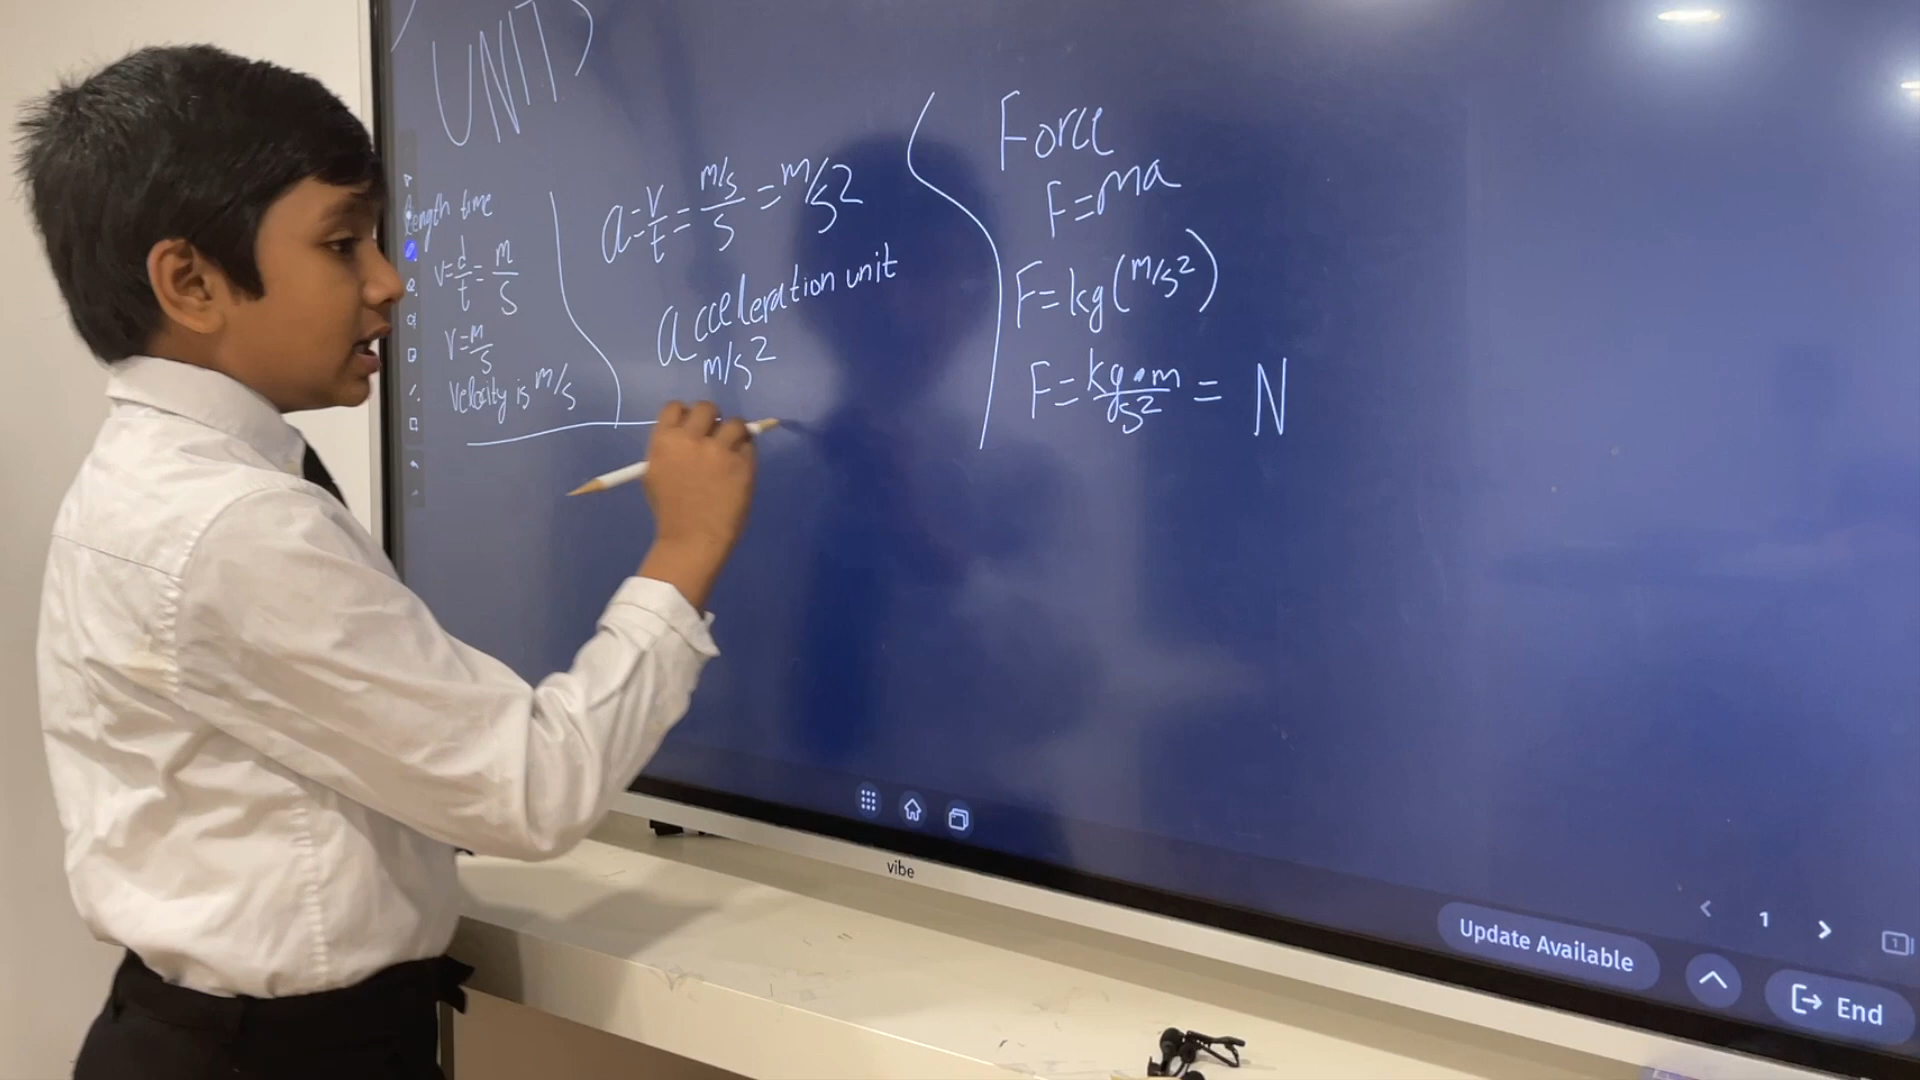 UNIT
length time
v=d/t=m/s
v=m/s
Velocity is m/s
a=v/t=m/s/s=m/s²
acceleration unit
m/s²
Force
F=ma
F=kg(m/s²)
F=kg•m/s²=N
vibe
Update Available
1
End